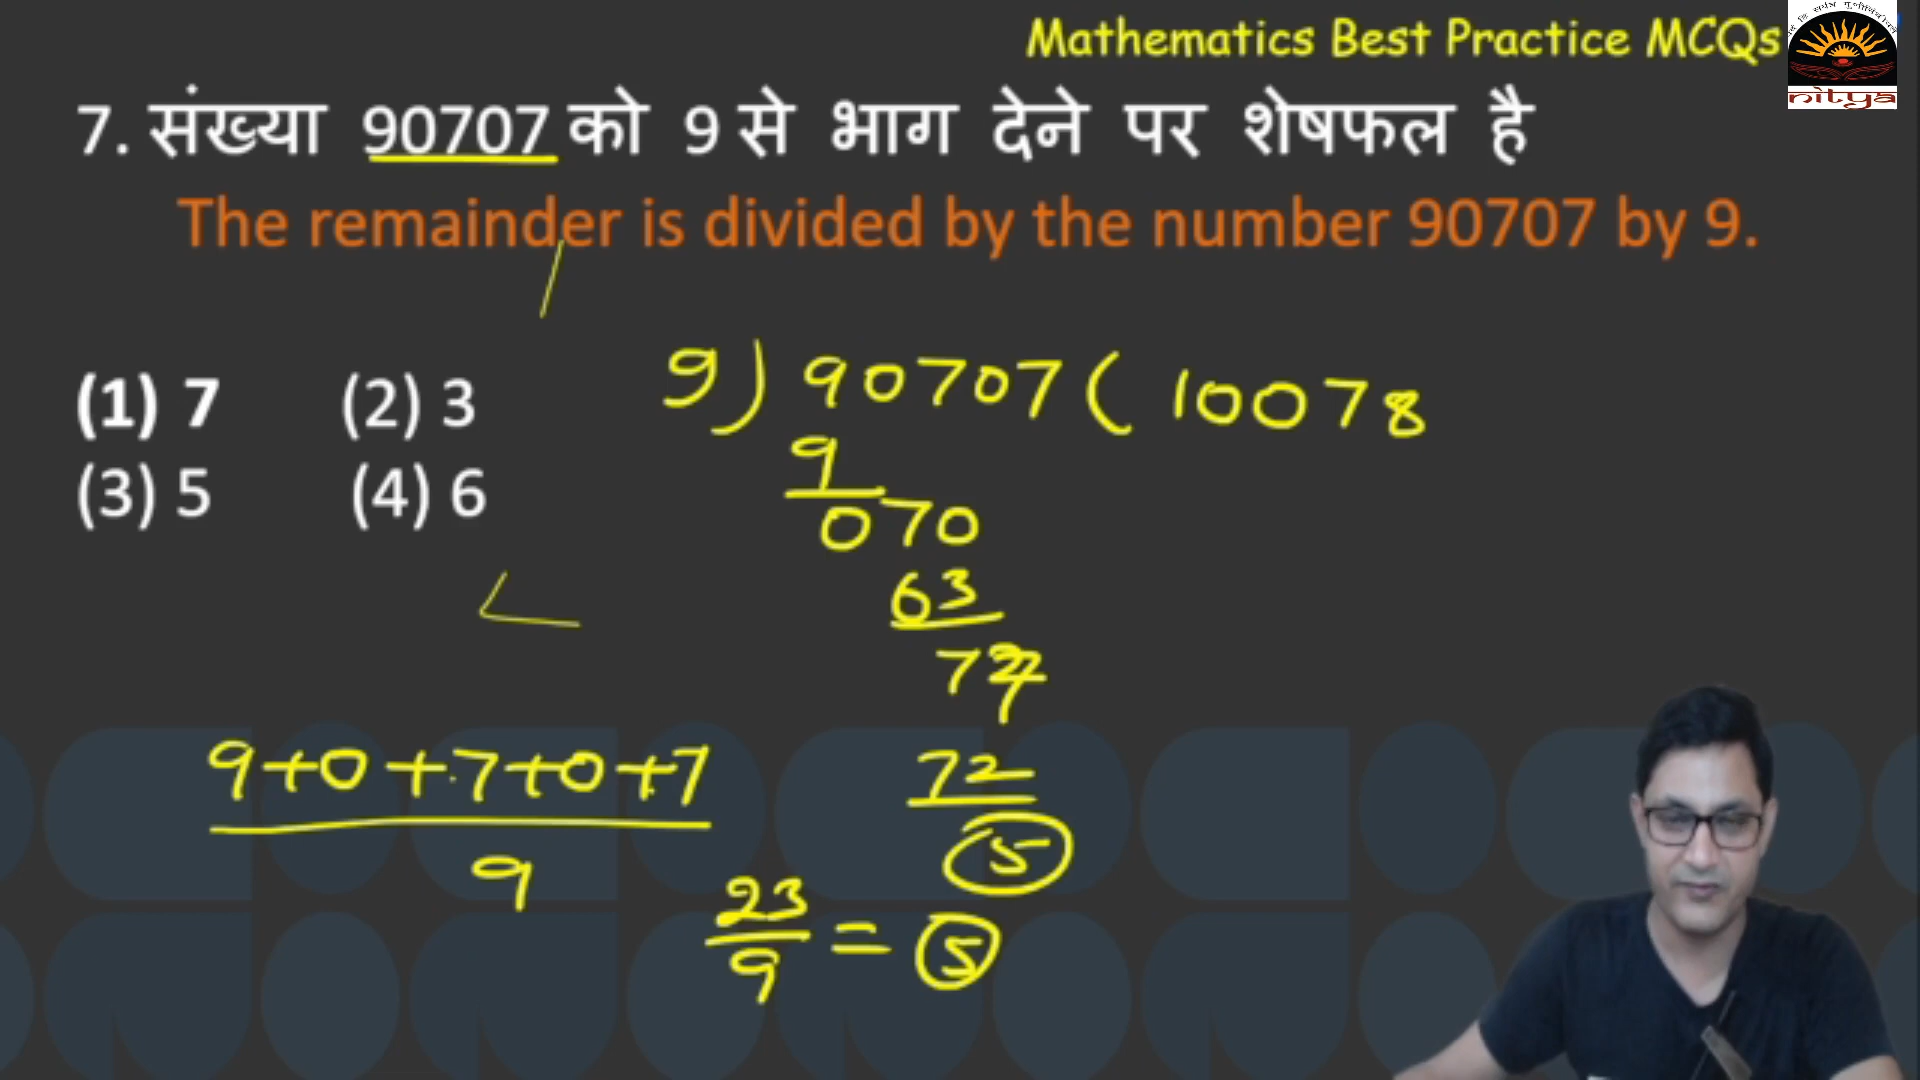 Mathematics Best Practice MCQs
nitya
7. संख्या 90707 को 9 से भाग देने पर शेषफल है
The remainder is divided by the number 90707 by 9.
(1) 7 (2) 3
(3) 5 (4) 6
9 ) 90707 ( 10078
9
070
63
77
72
5
9+0+7+0+7
9
23
9 = 5